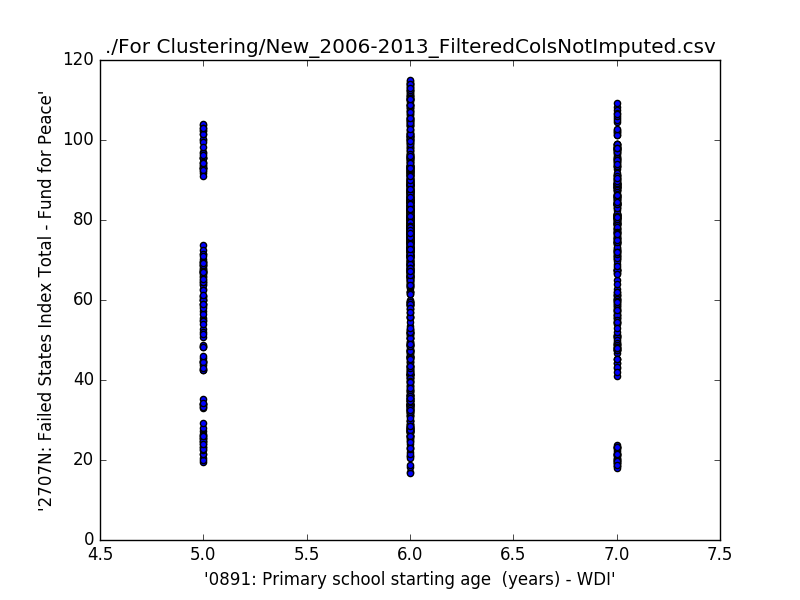 ./For Clustering/New_2006-2013_FilteredColsNotImputed.csv
120
100
80
60
40
20
0
'2707N: Failed States Index Total - Fund for Peace'
4.5 5.0 5.5 6.0 6.5 7.0 7.5
'0891: Primary school starting age  (years) - WDI'